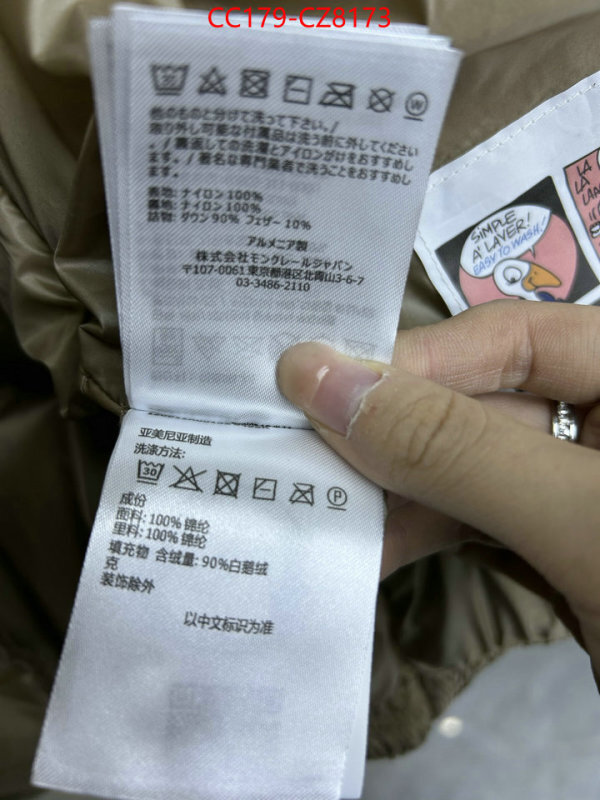 CC179-CZ8173
他のものと分けて洗って下さい。/
取り外し可能な付属品は洗う前に外してください
。/ 裏返しての洗濯とアイロンがけをおすすめし
ます。/ 著名な専門業者で洗うことをおすすめし
ます。
表地: ナイロン 100%
裏地: ナイロン 100%
詰物: ダウン 90% フェザー 10%
アルメニア製
株式会社モンクレールジャパン
〒107-0061 東京都港区北青山3-6-7
03-3486-2110
SIMPLE
A' LAYER!
EASY TO WASH!
LA
LA
亚美尼亚制造
洗涤方法:
30
P
成份
面料: 100% 锦纶
里料: 100% 锦纶
填充物 含绒量: 90%白鹅绒
克
装饰除外
以中文标识为准